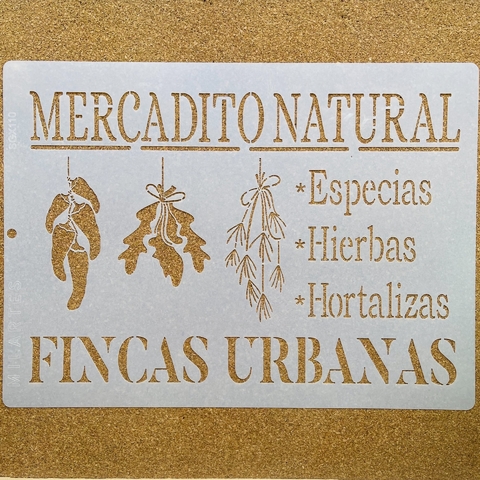 MERCADITO NATURAL
*Especias
*Hierbas
*Hortalizas
FINCAS URBANAS